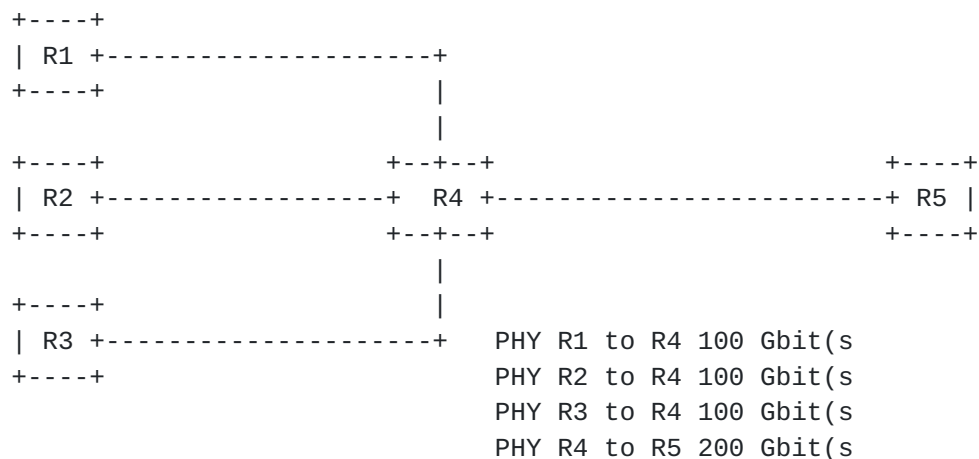 R1
R2
R4
R5
R3
PHY R1 to R4 100 Gbit(s
PHY R2 to R4 100 Gbit(s
PHY R3 to R4 100 Gbit(s
PHY R4 to R5 200 Gbit(s